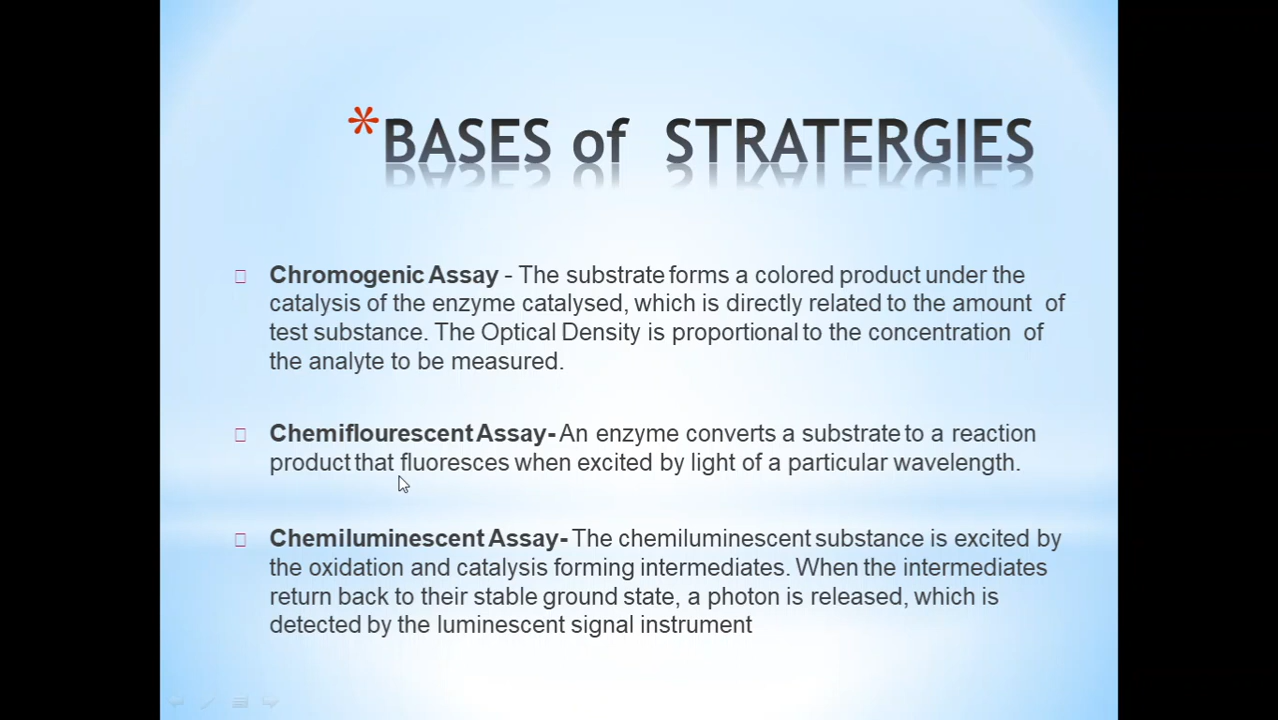 *BASES of STRATERGIES
Chromogenic Assay - The substrate forms a colored product under the
catalysis of the enzyme catalysed, which is directly related to the amount of
test substance. The Optical Density is proportional to the concentration of
the analyte to be measured.
Chemiflourescent Assay- An enzyme converts a substrate to a reaction
product that fluoresces when excited by light of a particular wavelength.
Chemiluminescent Assay- The chemiluminescent substance is excited by
the oxidation and catalysis forming intermediates. When the intermediates
return back to their stable ground state, a photon is released, which is
detected by the luminescent signal instrument